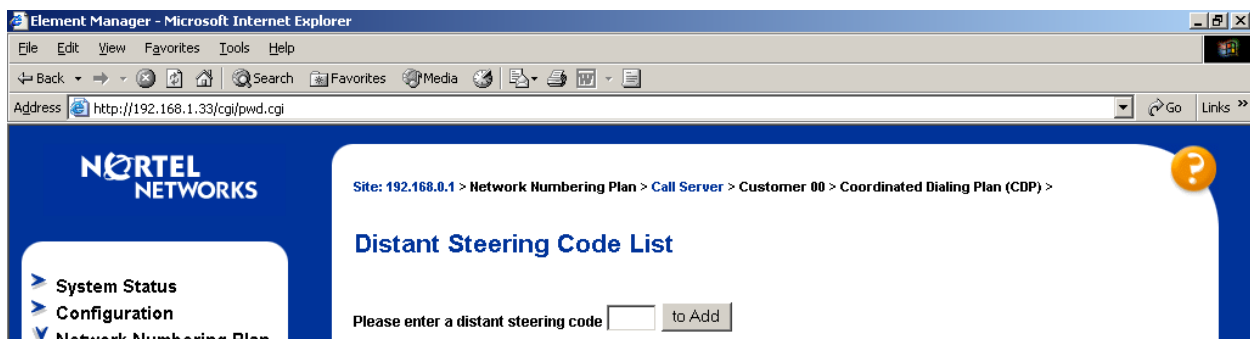 Element Manager - Microsoft Internet Explorer
File Edit View Favorites Tools Help
Back Search Favorites Media
Address http://192.168.1.33/cgi/pwd.cgi Go Links »
NORTEL
NETWORKS
Site: 192.168.0.1 > Network Numbering Plan > Call Server > Customer 00 > Coordinated Dialing Plan (CDP) >
Distant Steering Code List
System Status
Configuration
Network Numbering Plan
Please enter a distant steering code to Add